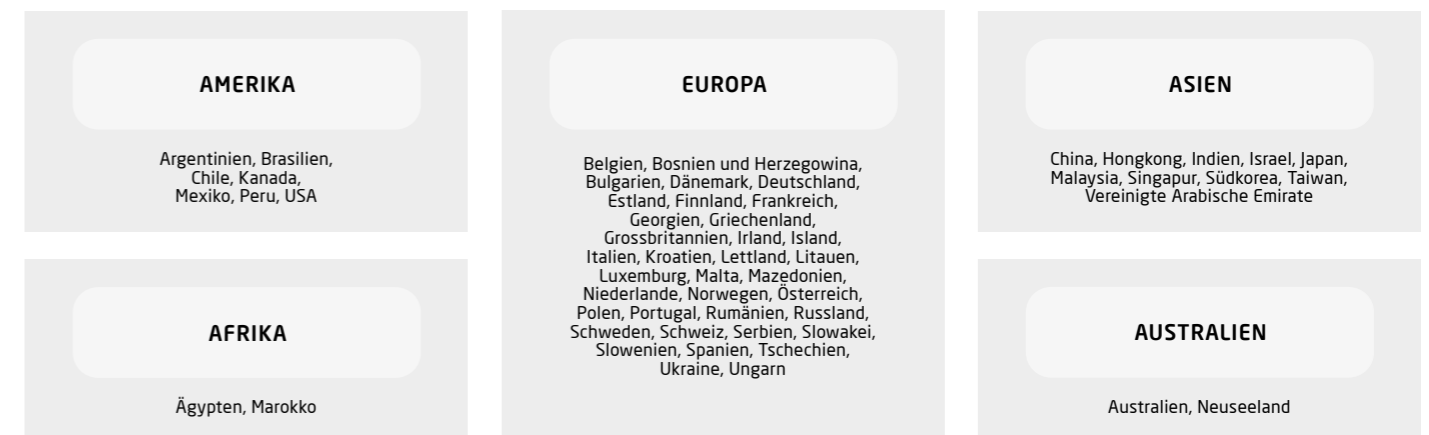 AMERIKA
Argentinien, Brasilien,
Chile, Kanada,
Mexiko, Peru, USA
AFRIKA
Ägypten, Marokko
EUROPA
Belgien, Bosnien und Herzegowina,
Bulgarien, Dänemark, Deutschland,
Estland, Finnland, Frankreich,
Georgien, Griechenland,
Grossbritannien, Irland, Island,
Italien, Kroatien, Lettland, Litauen,
Luxemburg, Malta, Mazedonien,
Niederlande, Norwegen, Österreich,
Polen, Portugal, Rumänien, Russland,
Schweden, Schweiz, Serbien, Slowakei,
Slowenien, Spanien, Tschechien,
Ukraine, Ungarn
ASIEN
China, Hongkong, Indien, Israel, Japan,
Malaysia, Singapur, Südkorea, Taiwan,
Vereinigte Arabische Emirate
AUSTRALIEN
Australien, Neuseeland